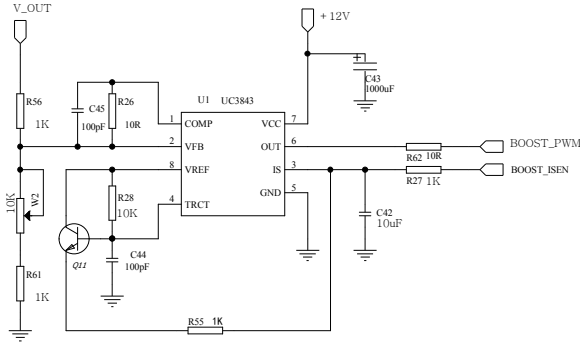 V_OUT
+12V
C43
1000uF
R56
1K
C45
100pF
R26
10R
U1 UC3843
1 COMP VCC 7
2 VFB OUT 6
8 VREF IS 3
4 TRCT GND 5
R62 10R
BOOST_PWM
R27 1K
BOOST_ISEN
R28
10K
10K
W2
C42
10uF
Q11
C44
100pF
R61
1K
R55 1K